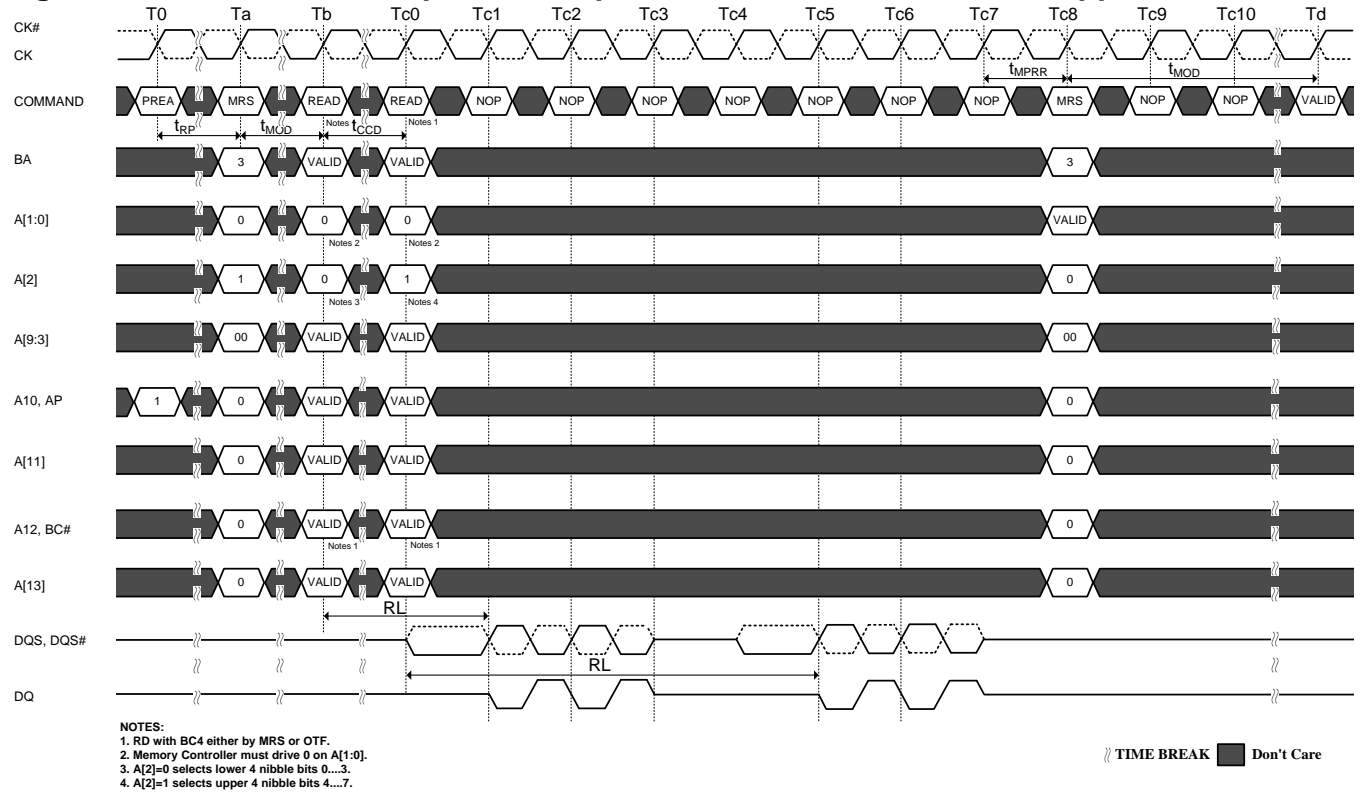 T0 Ta Tb Tc0 Tc1 Tc2 Tc3 Tc4 Tc5 Tc6 Tc7 Tc8 Tc9 Tc10 Td
CK#
CK
tMPRR tMOD
COMMAND PREA MRS READ READ NOP NOP NOP NOP NOP NOP NOP MRS NOP NOP VALID
Notes 1 Notes 1
tRP tMOD tCCD
BA 3 VALID VALID 3
A[1:0] 0 0 0 VALID
Notes 2 Notes 2
A[2] 1 0 1 0
Notes 3 Notes 4
A[9:3] 00 VALID VALID 00
A10, AP 1 0 VALID VALID 0
A[11] 0 VALID VALID 0
A12, BC# 0 VALID VALID 0
Notes 1 Notes 1
A[13] 0 VALID VALID 0
RL
DQS, DQS#
RL
DQ
NOTES:
1. RD with BC4 either by MRS or OTF.
2. Memory Controller must drive 0 on A[1:0].
3. A[2]=0 selects lower 4 nibble bits 0....3.
4. A[2]=1 selects upper 4 nibble bits 4....7.
TIME BREAK Don't Care